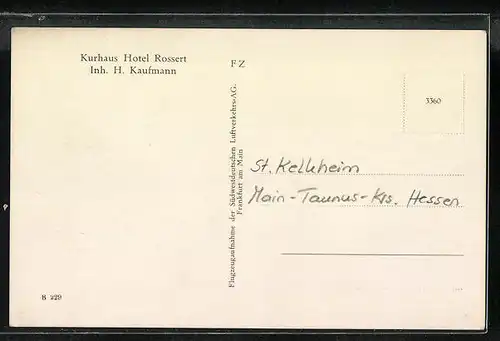 Kurhaus Hotel Rossert
Inh. H. Kaufmann
FZ
3360
Flugzeugaufnahme der Südwestdeutschen Luftverkehrs-AG.
Frankfurt am Main
St. Kelkheim
Main-Taunus-Krs. Hessen
8 229